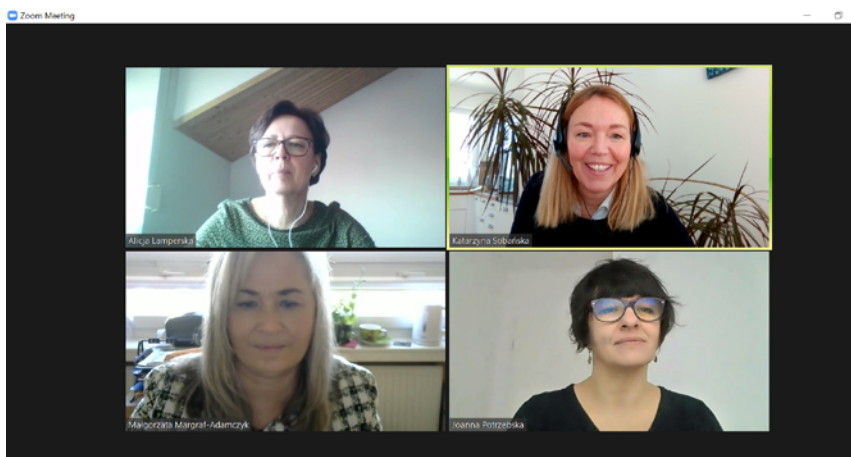 Zoom Meeting
Alicja Lamperska
Katarzyna Sobańska
Małgorzata Margraf-Adamczyk
Joanna Potrzebska